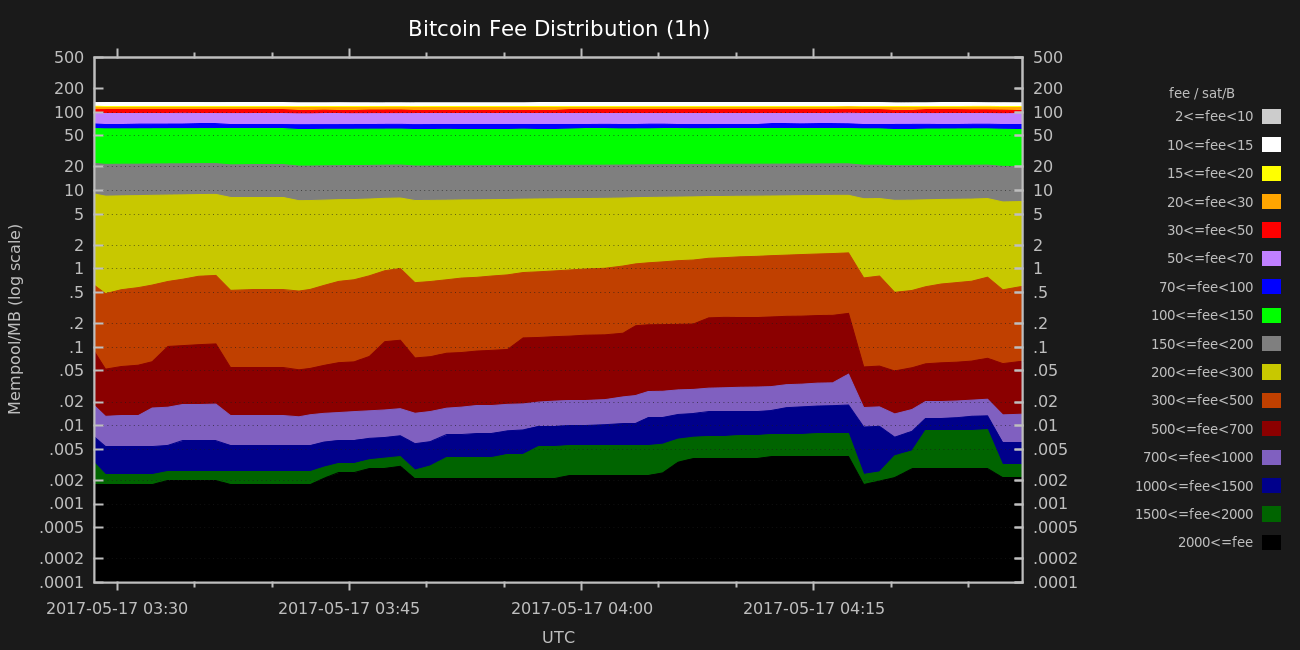 Bitcoin Fee Distribution (1h)
500 500
200 200
100 100
50 50
20 20
10 10
5 5
2 2
1 1
.5 .5
.2 .2
.1 .1
.05 .05
.02 .02
.01 .01
.005 .005
.002 .002
.001 .001
.0005 .0005
.0002 .0002
.0001 .0001
Mempool/MB (log scale)
2017-05-17 03:30 2017-05-17 03:45 2017-05-17 04:00 2017-05-17 04:15
UTC
fee / sat/B
2<=fee<10
10<=fee<15
15<=fee<20
20<=fee<30
30<=fee<50
50<=fee<70
70<=fee<100
100<=fee<150
150<=fee<200
200<=fee<300
300<=fee<500
500<=fee<700
700<=fee<1000
1000<=fee<1500
1500<=fee<2000
2000<=fee